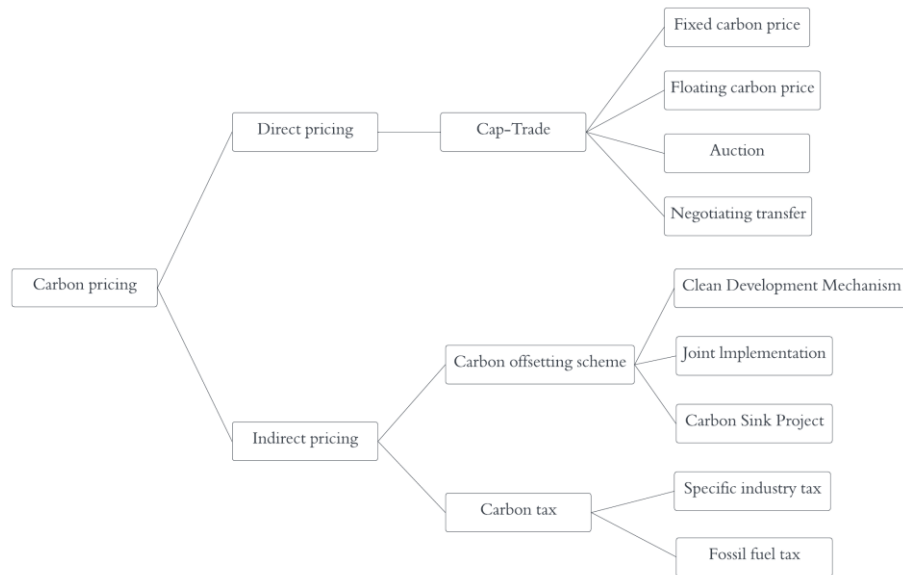 Fixed carbon price
Floating carbon price
Direct pricing
Cap-Trade
Auction
Negotiating transfer
Carbon pricing
Clean Development Mechanism
Carbon offsetting scheme
Joint Implementation
Carbon Sink Project
Indirect pricing
Specific industry tax
Carbon tax
Fossil fuel tax